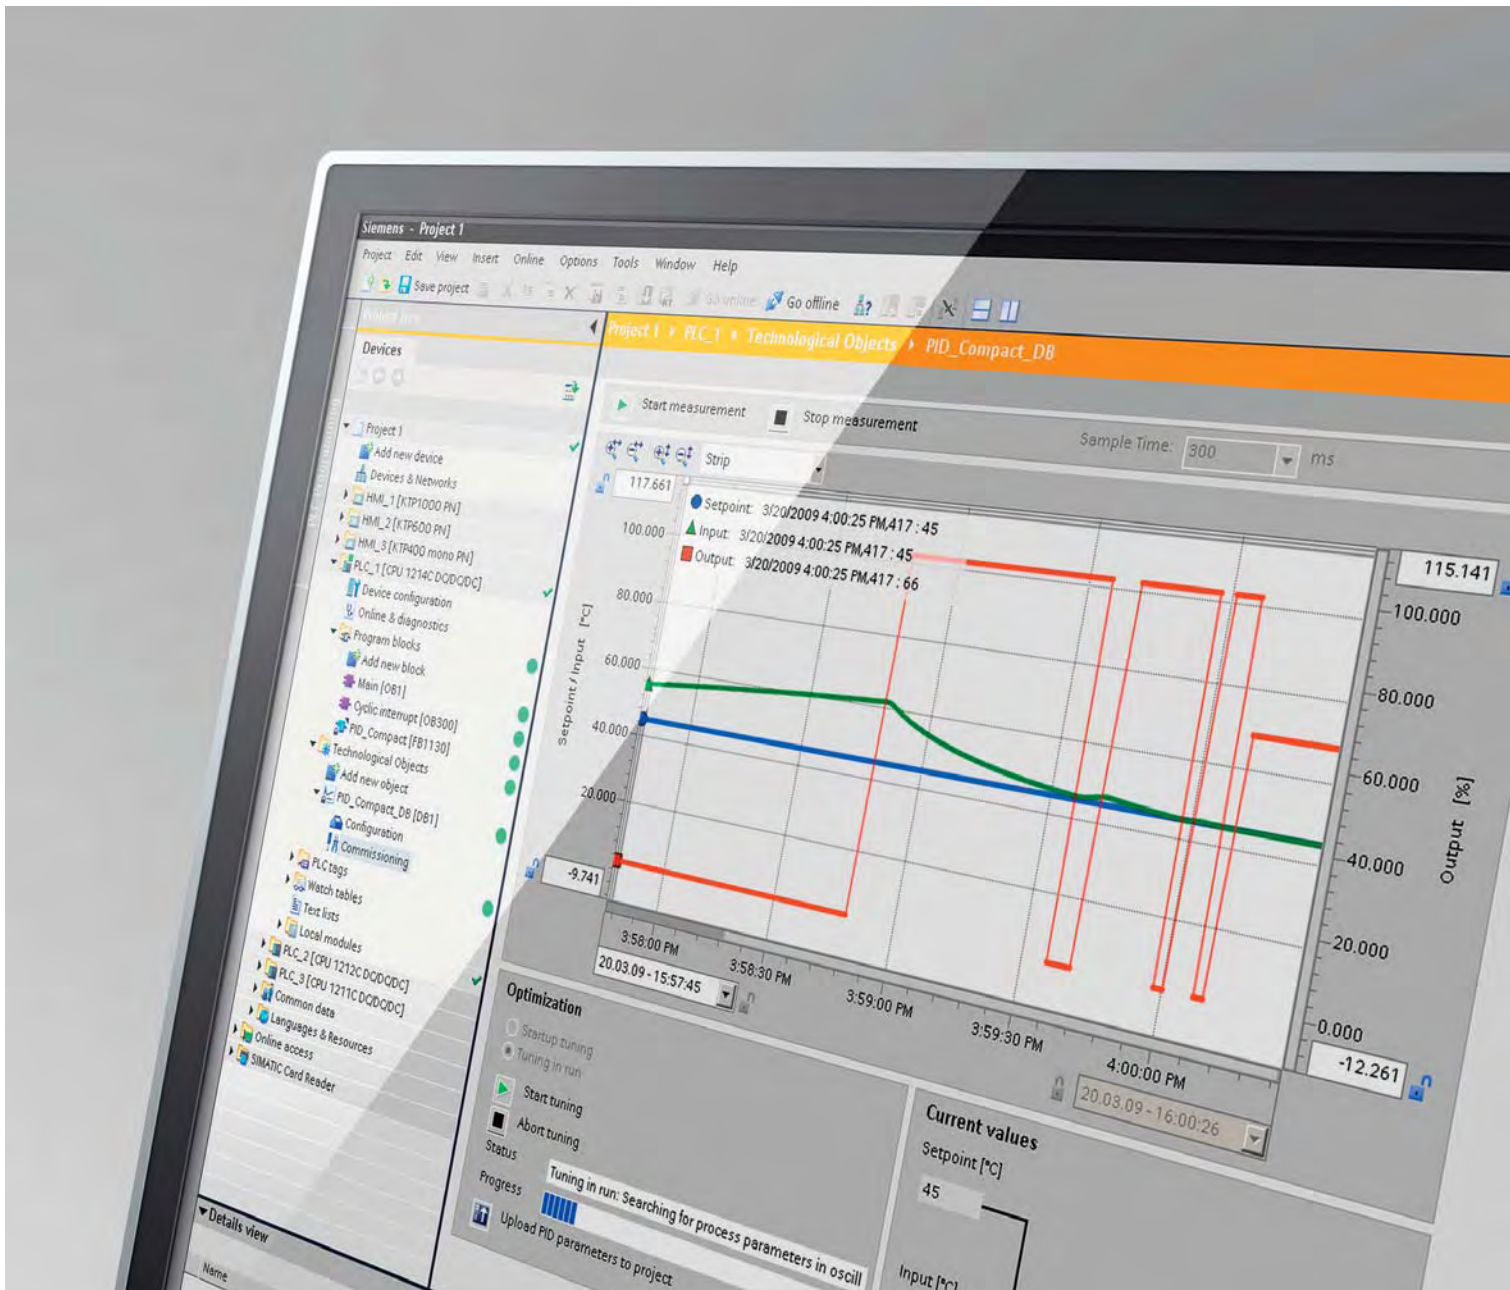 Siemens - Project 1
Project Edit View Insert Online Options Tools Window Help
Save project Go online Go offline
Project tree
Project 1 PLC_1 Technological Objects PID_Compact_DB
Devices
Start measurement Stop measurement Sample Time: 300 ms
Strip
Project 1
Add new device
Devices & Networks
HMI_1 [KTP1000 PN]
HMI_2 [KTP600 PN]
HMI_3 [KTP400 mono PN]
PLC_1 [CPU 1214C DC/DC/DC]
Device configuration
Online & diagnostics
Program blocks
Add new block
Main [OB1]
Cyclic interrupt [OB300]
PID_Compact [FB1130]
Technological Objects
Add new object
PID_Compact_DB [DB1]
Configuration
Commissioning
PLC tags
Watch tables
Text lists
Local modules
PLC_2 [CPU 1212C DC/DC/DC]
PLC_3 [CPU 1211C DC/DC/DC]
Common data
Languages & Resources
Online access
SIMATIC Card Reader
Details view
Name
117.661
100.000
80.000
60.000
40.000
20.000
-9.741
Setpoint / Input [°C]
Setpoint: 3/20/2009 4:00:25 PM,417 : 45
Input: 3/20/2009 4:00:25 PM,417 : 45
Output: 3/20/2009 4:00:25 PM,417 : 66
115.141
100.000
80.000
60.000
40.000
20.000
0.000
-12.261
Output [%]
3:58:00 PM 3:58:30 PM 3:59:00 PM 3:59:30 PM 4:00:00 PM
20.03.09 - 15:57:45
20.03.09 - 16:00:26
Optimization
Startup tuning
Tuning in run
Start tuning
Abort tuning
Status Tuning in run: Searching for process parameters in oscill
Progress
Upload PID parameters to project
Current values
Setpoint [°C]
45
Input [°C]